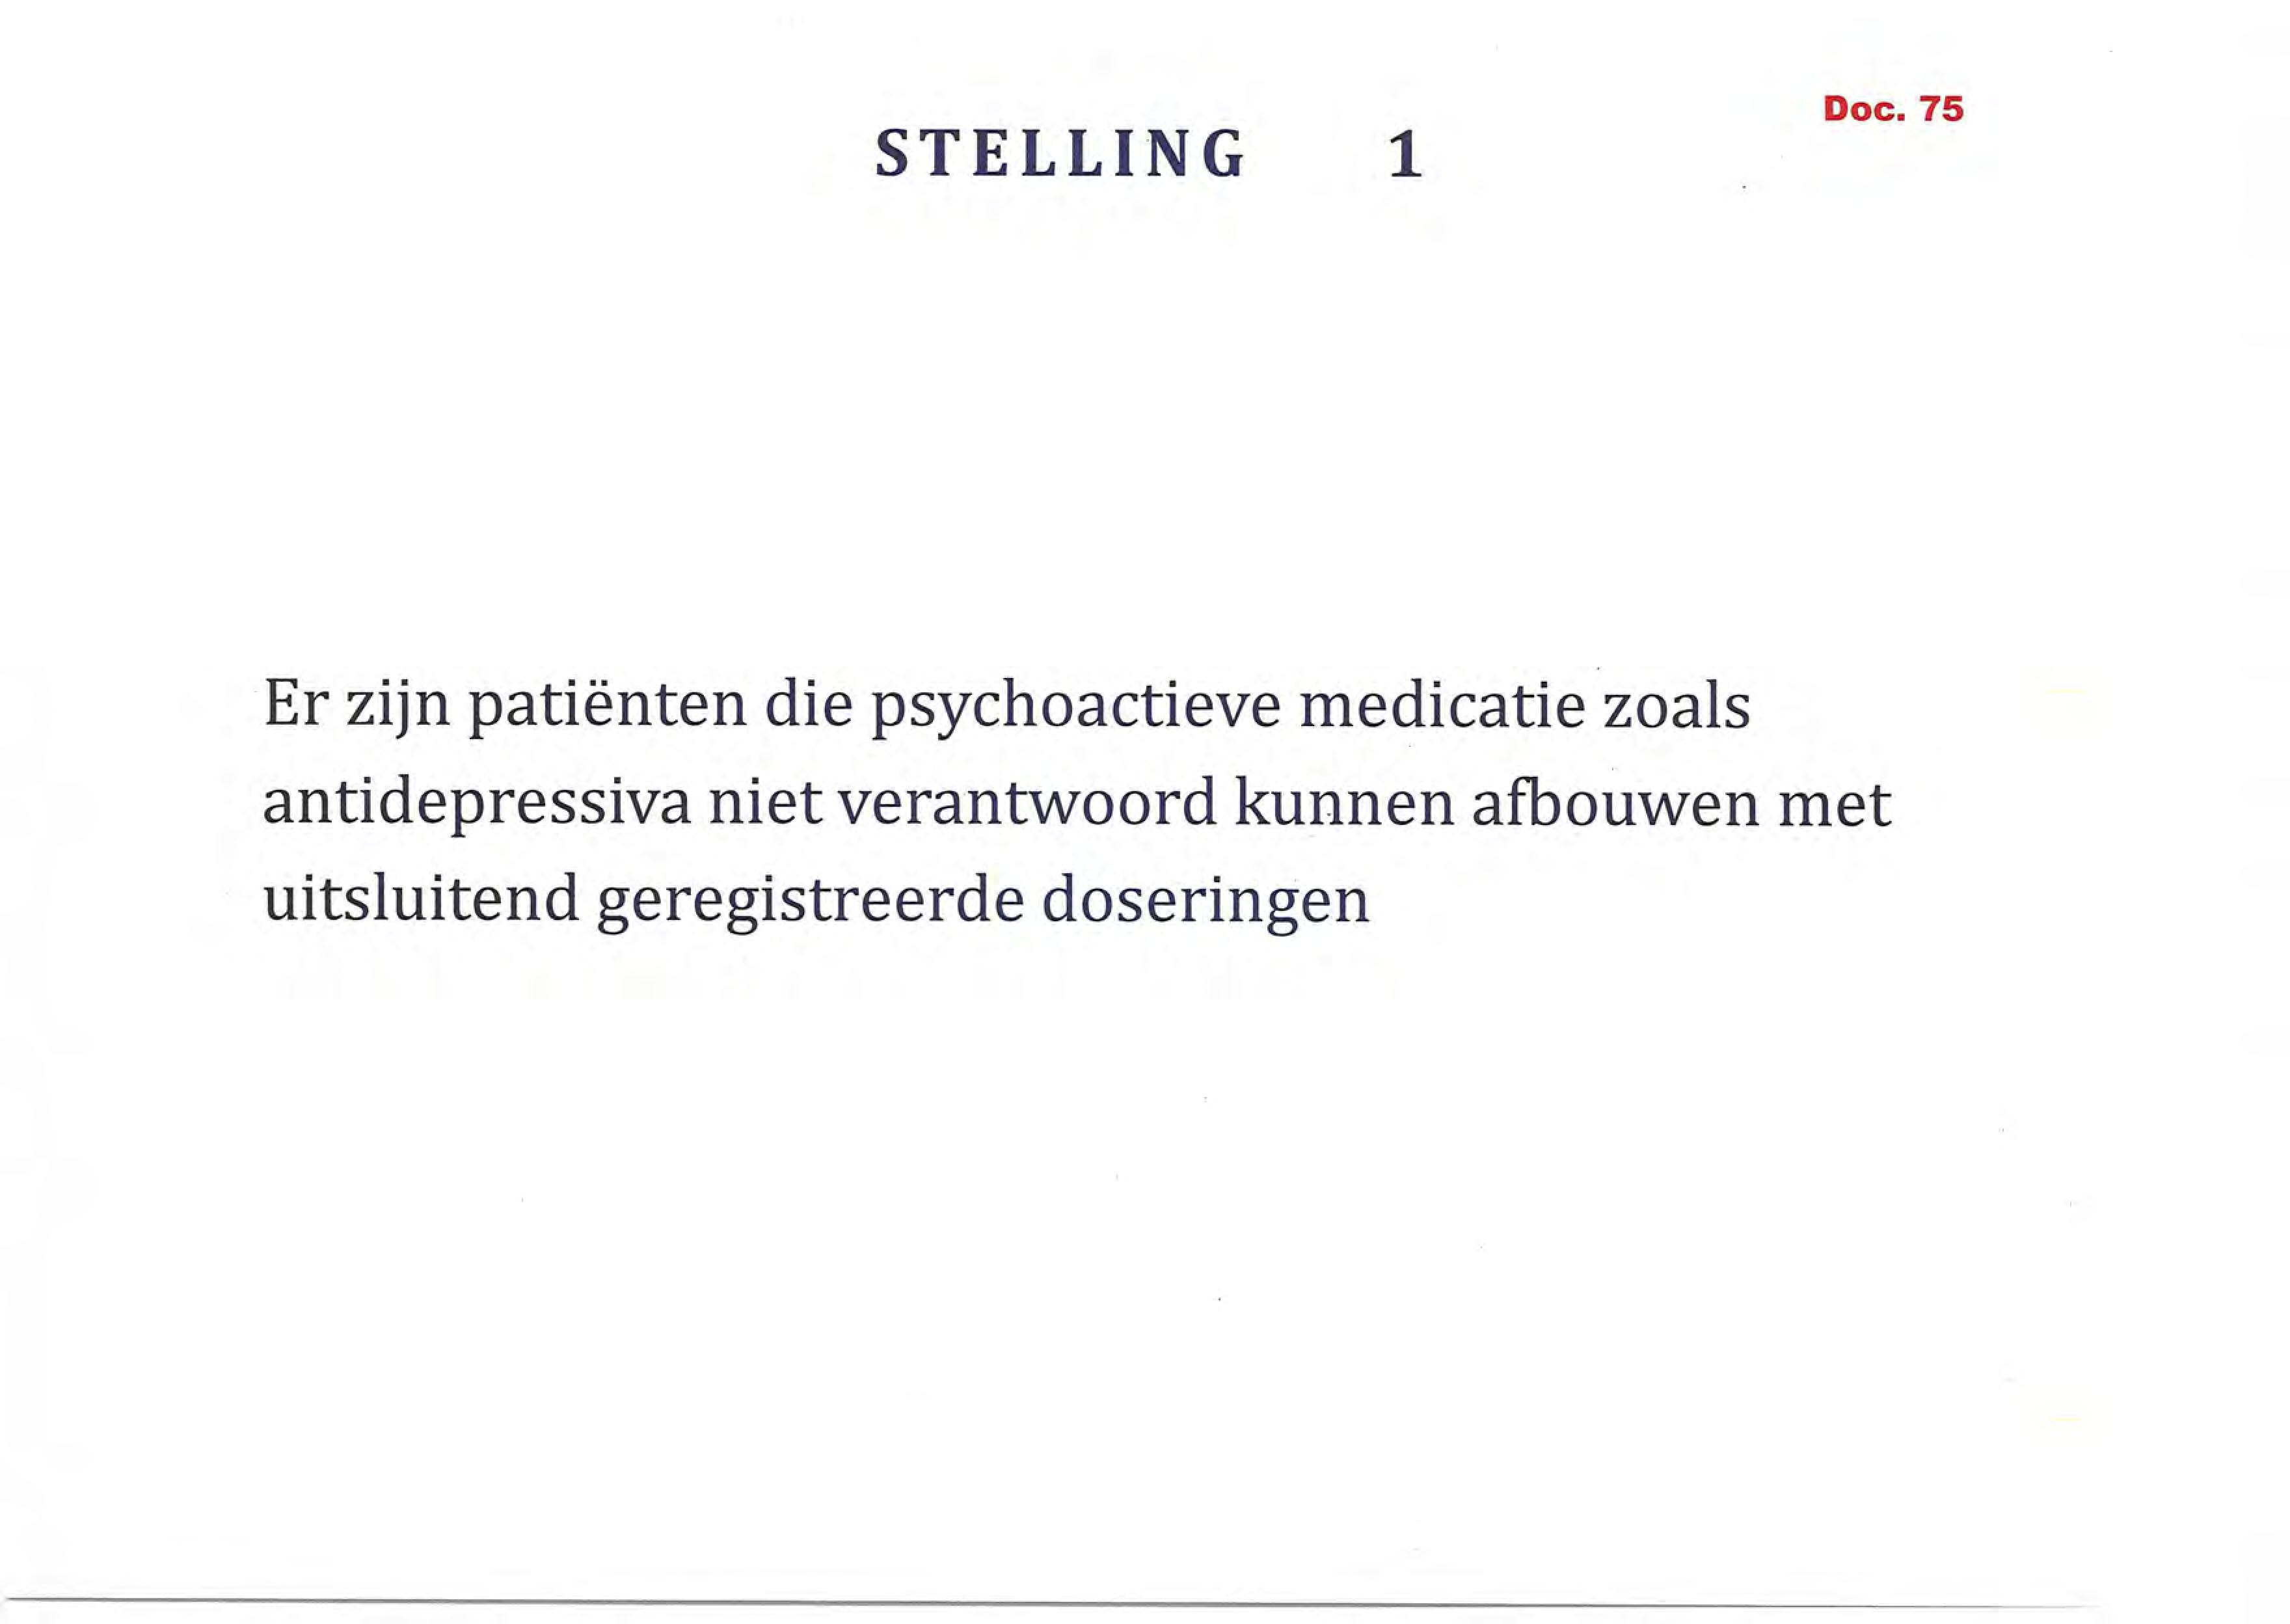 Doc. 75
STELLING 1
Er zijn patiënten die psychoactieve medicatie zoals
antidepressiva niet verantwoord kunnen afbouwen met
uitsluitend geregistreerde doseringen